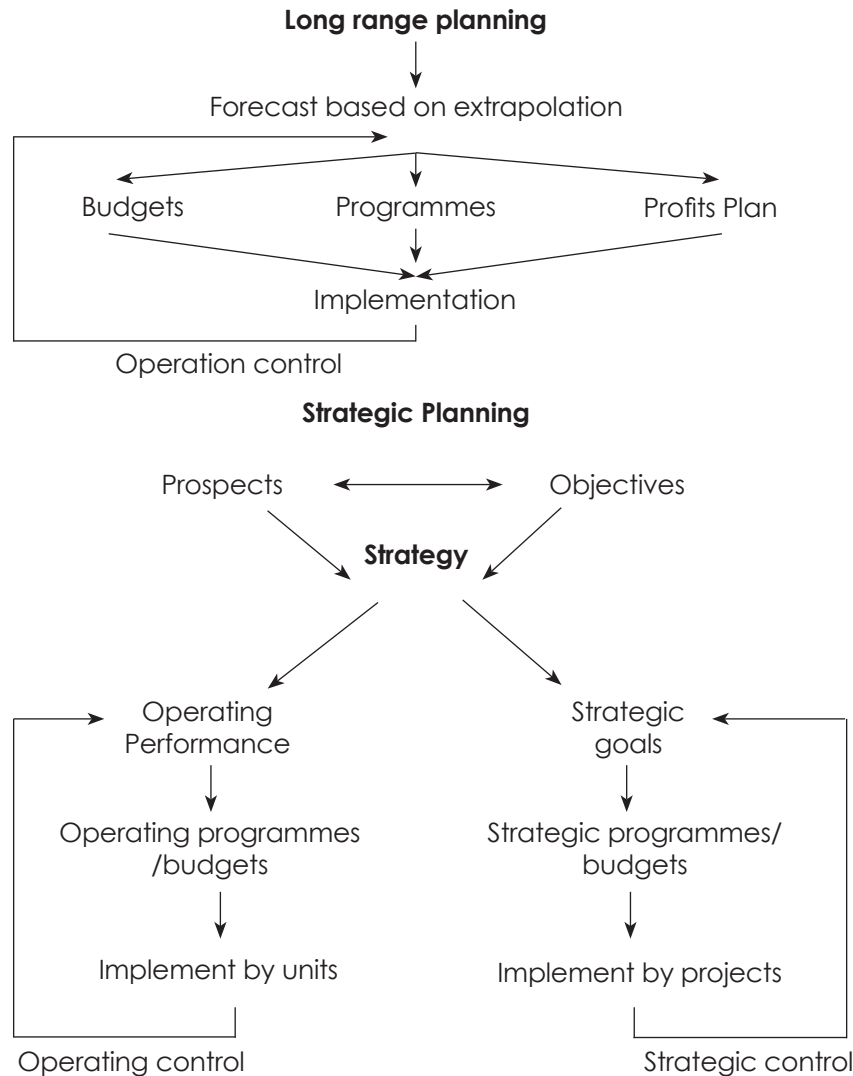 Long range planning
Forecast based on extrapolation
Budgets
Programmes
Profits Plan
Implementation
Operation control
Strategic Planning
Prospects
Objectives
Strategy
Operating
Performance
Strategic
goals
Operating programmes
/budgets
Strategic programmes/
budgets
Implement by units
Implement by projects
Operating control
Strategic control